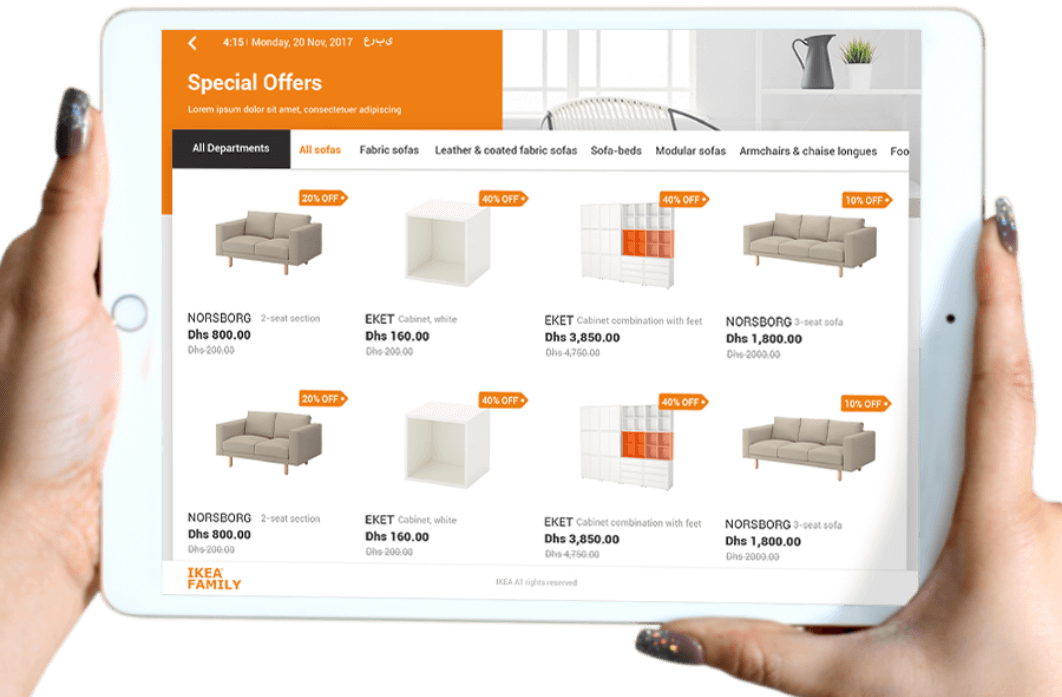 4:15 | Monday, 20 Nov, 2017 يبرع
Special Offers
Lorem ipsum dolor sit amet, consectetuer adipiscing
All Departments All sofas Fabric sofas Leather & coated fabric sofas Sofa-beds Modular sofas Armchairs & chaise longues Foo
20% OFF 40% OFF 40% OFF 10% OFF
NORSBORG 2-seat section
Dhs 800.00
Dhs 200.00
EKET Cabinet, white
Dhs 160.00
Dhs 200.00
EKET Cabinet combination with feet
Dhs 3,850.00
Dhs 4,750.00
NORSBORG 3-seat sofa
Dhs 1,800.00
Dhs 2000.00
20% OFF 40% OFF 40% OFF 10% OFF
NORSBORG 2-seat section
Dhs 800.00
Dhs 200.00
EKET Cabinet, white
Dhs 160.00
Dhs 200.00
EKET Cabinet combination with feet
Dhs 3,850.00
Dhs 4,750.00
NORSBORG 3-seat sofa
Dhs 1,800.00
Dhs 2000.00
IKEA
FAMILY
IKEA All rights reserved